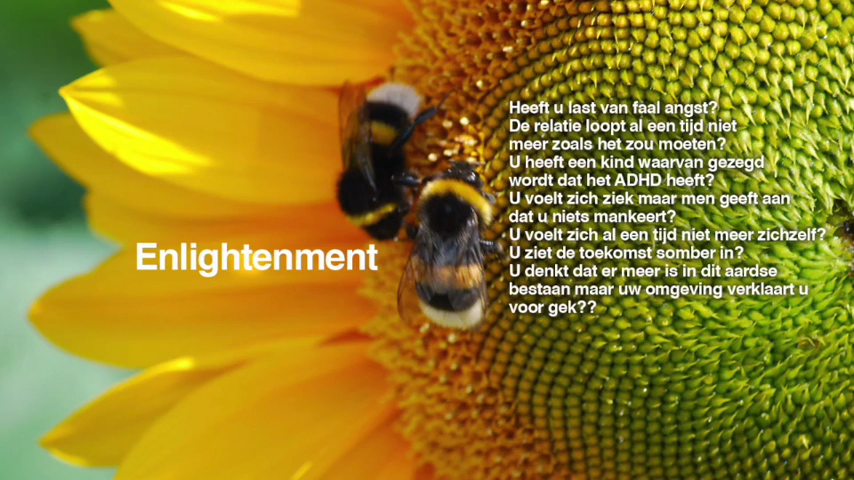 Enlightenment
Heeft u last van faal angst?
De relatie loopt al een tijd niet
meer zoals het zou moeten?
U heeft een kind waarvan gezegd
wordt dat het ADHD heeft?
U voelt zich ziek maar men geeft aan
dat u niets mankeert?
U voelt zich al een tijd niet meer zichzelf?
U ziet de toekomst somber in?
U denkt dat er meer is in dit aardse
bestaan maar uw omgeving verklaart u
voor gek??